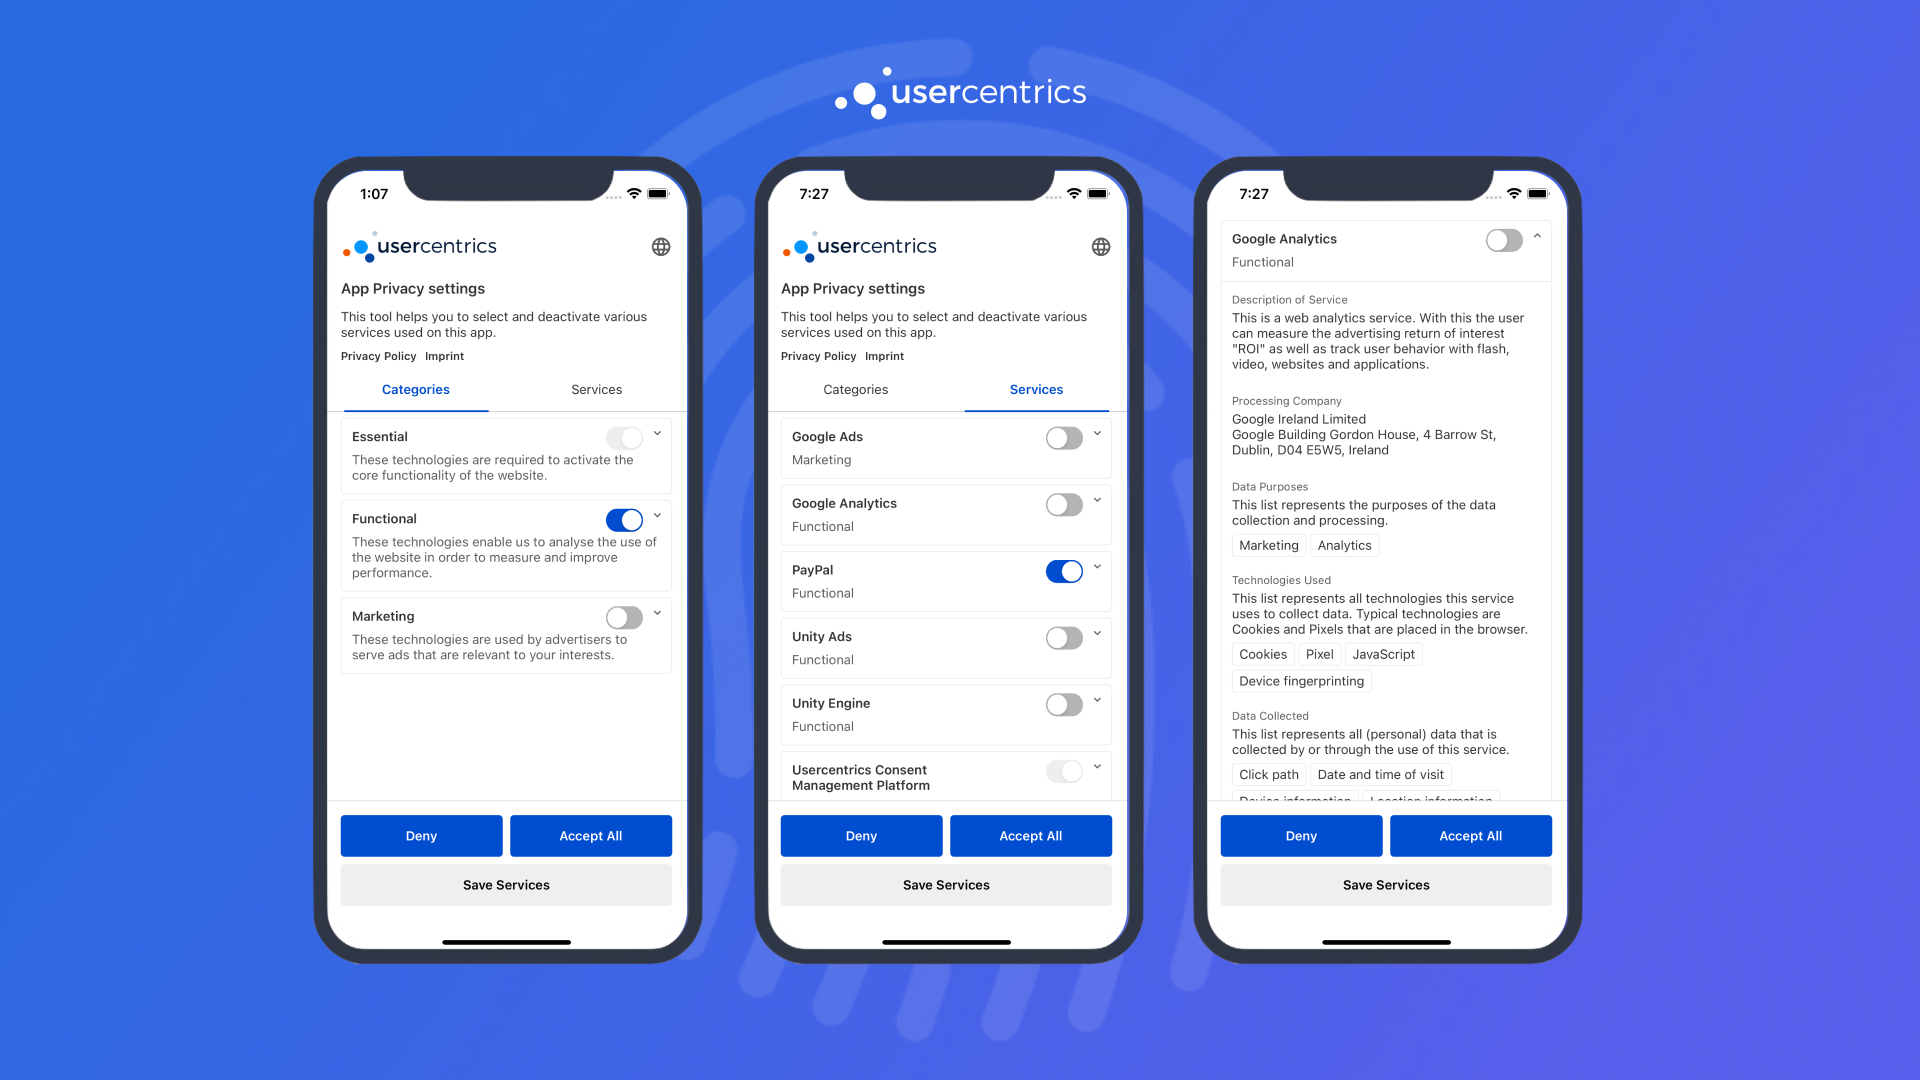 usercentrics
1:07
usercentrics
App Privacy settings
This tool helps you to select and deactivate various
services used on this app.
Privacy Policy Imprint
Categories Services
Essential
These technologies are required to activate the
core functionality of the website.
Functional
These technologies enable us to analyse the use of
the website in order to measure and improve
performance.
Marketing
These technologies are used by advertisers to
serve ads that are relevant to your interests.
Deny Accept All
Save Services
7:27
usercentrics
App Privacy settings
This tool helps you to select and deactivate various
services used on this app.
Privacy Policy Imprint
Categories Services
Google Ads
Marketing
Google Analytics
Functional
PayPal
Functional
Unity Ads
Functional
Unity Engine
Functional
Usercentrics Consent
Management Platform
Deny Accept All
Save Services
7:27
Google Analytics
Functional
Description of Service
This is a web analytics service. With this the user
can measure the advertising return of interest
"ROI" as well as track user behavior with flash,
video, websites and applications.
Processing Company
Google Ireland Limited
Google Building Gordon House, 4 Barrow St,
Dublin, D04 E5W5, Ireland
Data Purposes
This list represents the purposes of the data
collection and processing.
Marketing Analytics
Technologies Used
This list represents all technologies this service
uses to collect data. Typical technologies are
Cookies and Pixels that are placed in the browser.
Cookies Pixel JavaScript
Device fingerprinting
Data Collected
This list represents all (personal) data that is
collected by or through the use of this service.
Click path Date and time of visit
Device information Location information
Deny Accept All
Save Services